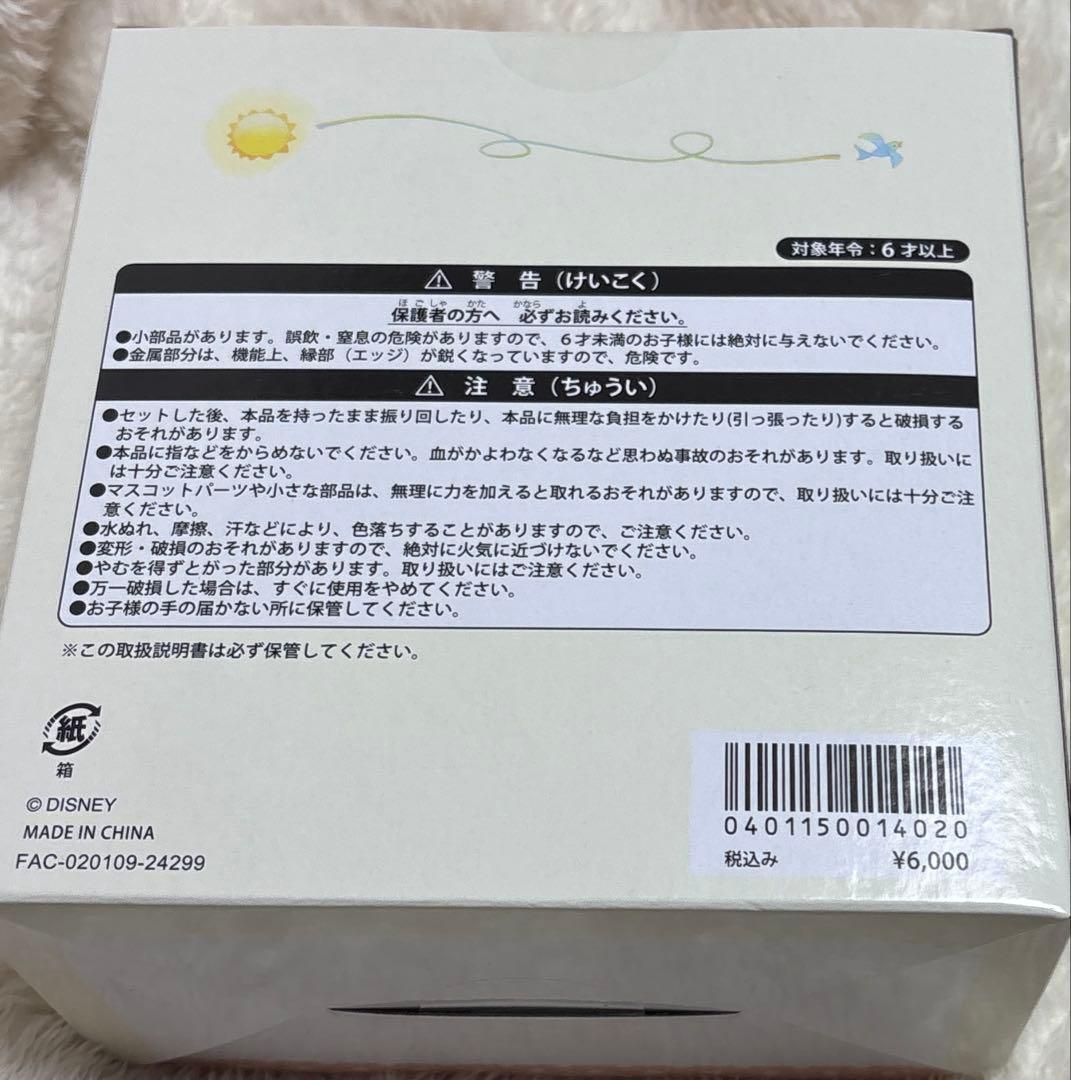 対象年令：6才以上
警　告（けいこく）
ほごしゃ　かた　かなら　よ
保護者の方へ　必ずお読みください。
●小部品があります。誤飲・窒息の危険がありますので、６才未満のお子様には絶対に与えないでください。
●金属部分は、機能上、縁部（エッジ）が鋭くなっていますので、危険です。
注　意（ちゅうい）
●セットした後、本品を持ったまま振り回したり、本品に無理な負担をかけたり(引っ張ったり)すると破損する
おそれがあります。
●本品に指などをからめないでください。血がかよわなくなるなど思わぬ事故のおそれがあります。取り扱いに
は十分ご注意ください。
●マスコットパーツや小さな部品は、無理に力を加えると取れるおそれがありますので、取り扱いには十分ご注
意ください。
●水ぬれ、摩擦、汗などにより、色落ちすることがありますので、ご注意ください。
●変形・破損のおそれがありますので、絶対に火気に近づけないでください。
●やむを得ずとがった部分があります。取り扱いにはご注意ください。
●万一破損した場合は、すぐに使用をやめてください。
●お子様の手の届かない所に保管してください。
※この取扱説明書は必ず保管してください。
紙
箱
© DISNEY
MADE IN CHINA
FAC-020109-24299
0401150014020
税込み　¥6,000